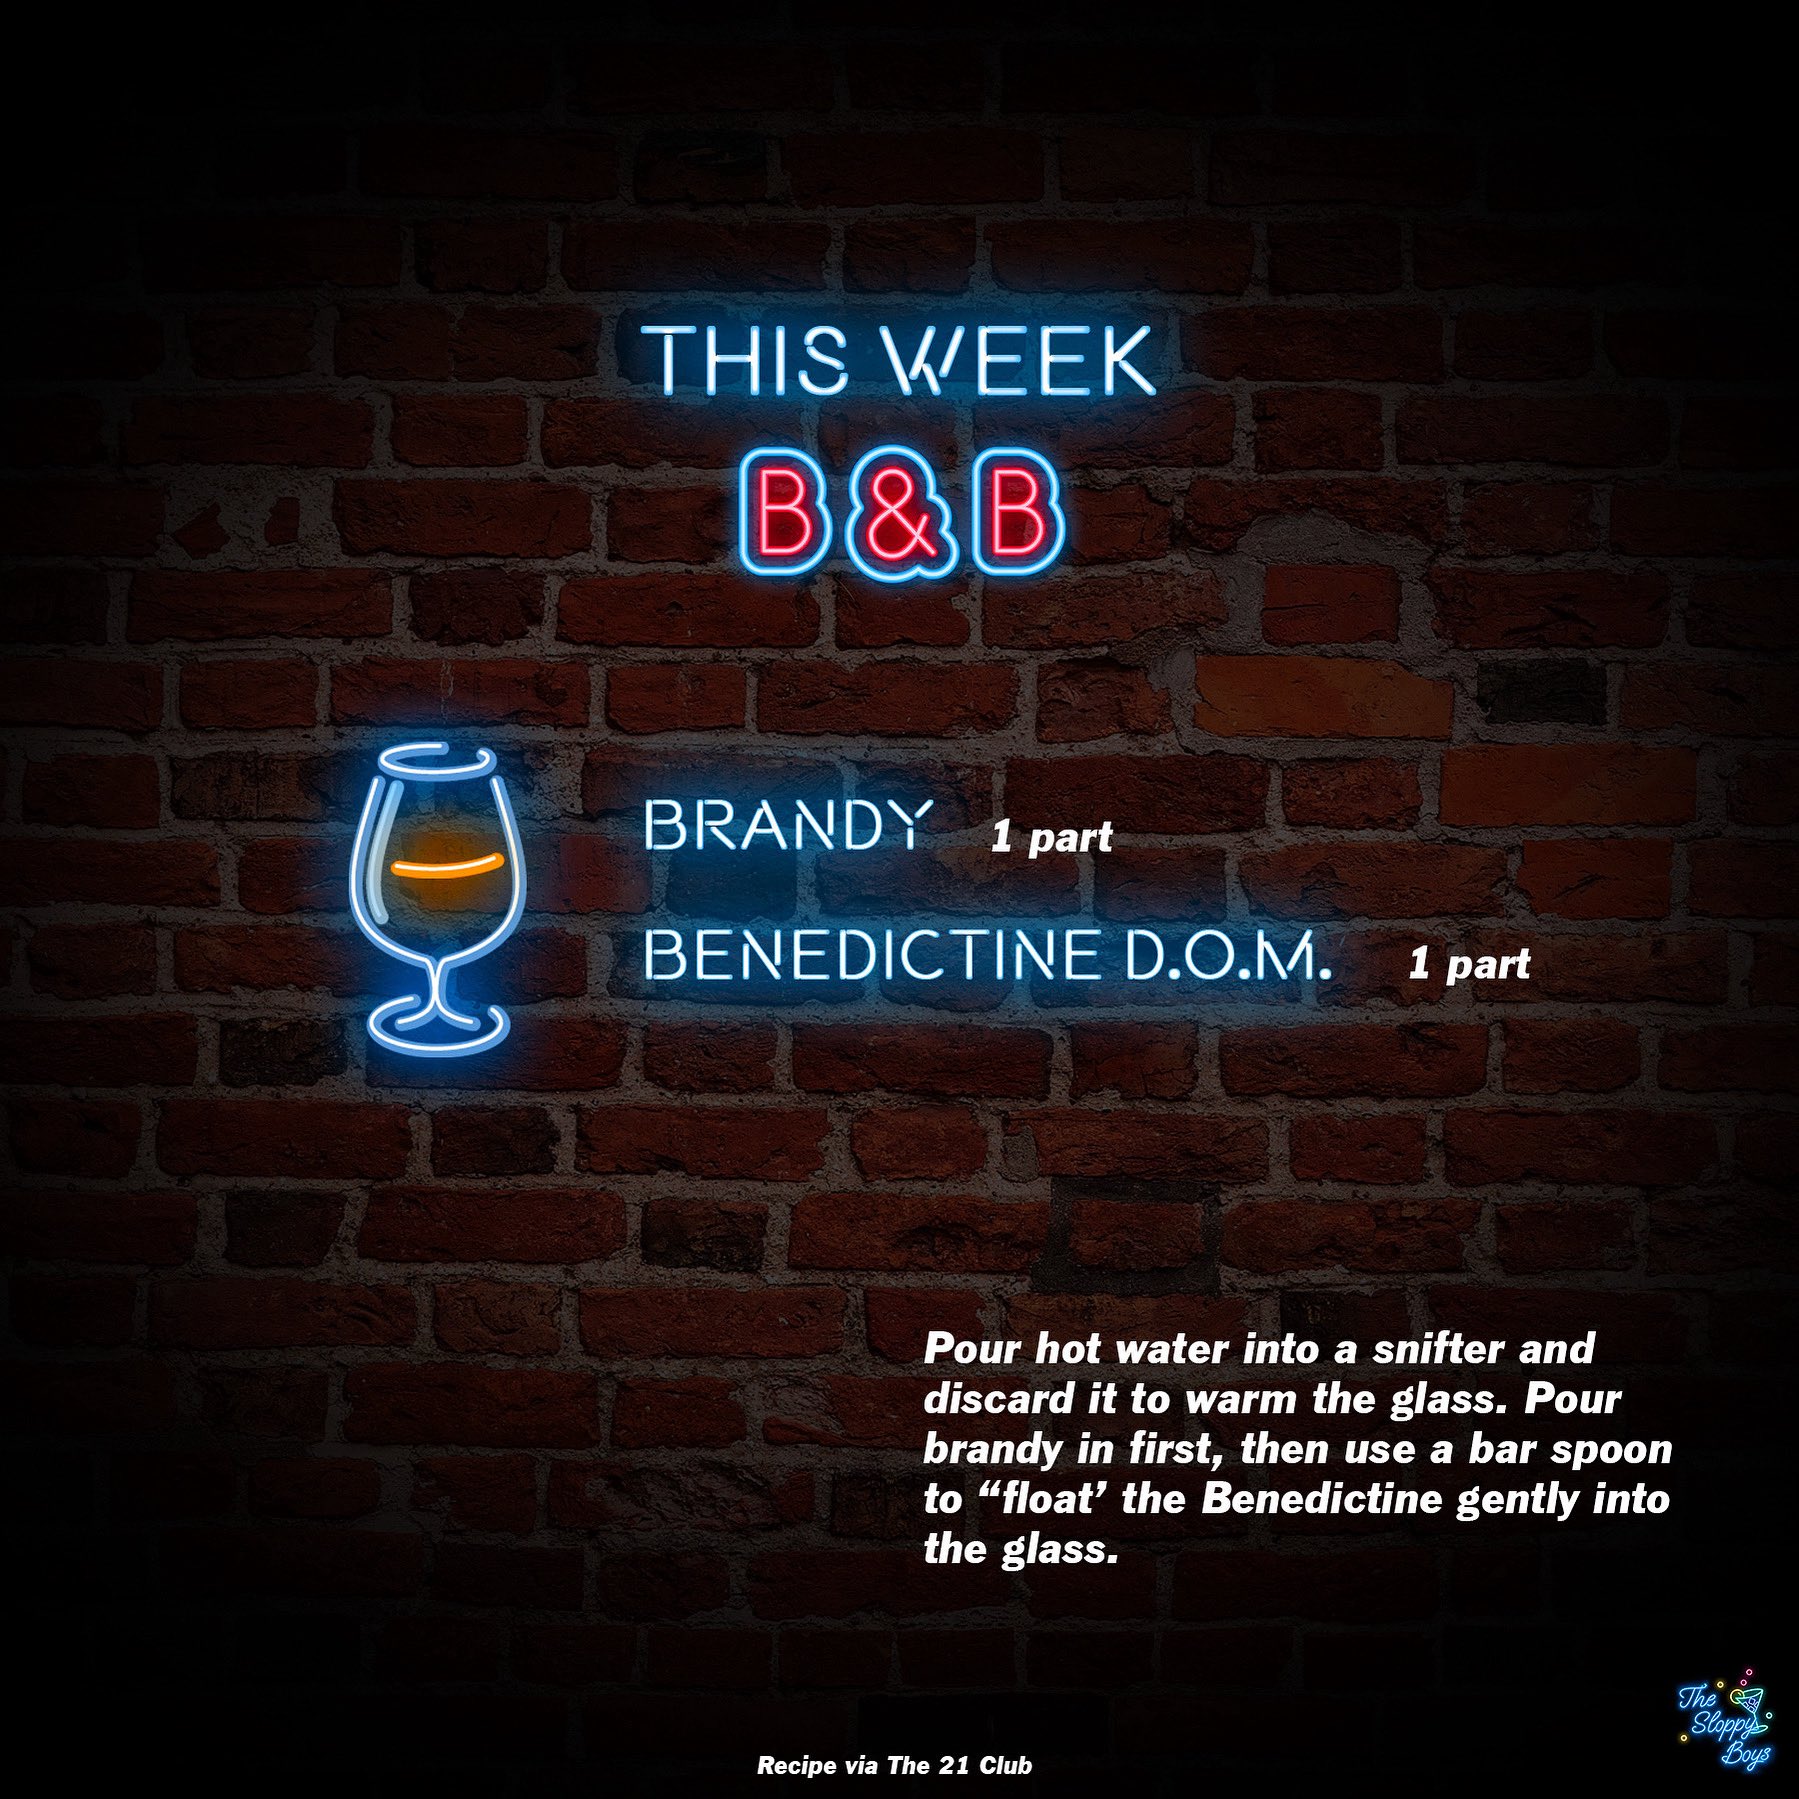 THIS WEEK
B&B
BRANDY 1 part
BENEDICTINE D.O.M. 1 part
Pour hot water into a snifter and
discard it to warm the glass. Pour
brandy in first, then use a bar spoon
to “float’ the Benedictine gently into
the glass.
Recipe via The 21 Club
The
Sloppy
Boys